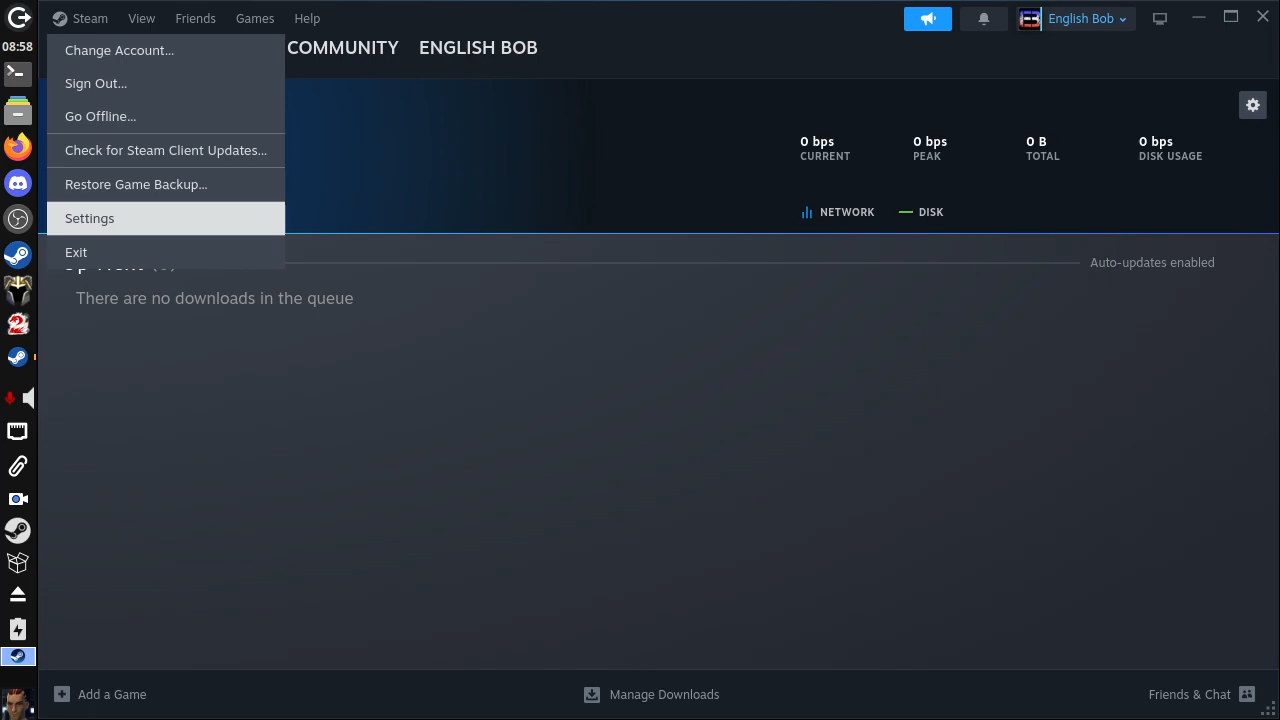 Steam View Friends Games Help English Bob
08:58
COMMUNITY ENGLISH BOB
Change Account...
Sign Out...
Go Offline...
Check for Steam Client Updates...
Restore Game Backup...
Settings
Exit
0 bps 0 bps 0 B 0 bps
CURRENT PEAK TOTAL DISK USAGE
NETWORK DISK
Auto-updates enabled
There are no downloads in the queue
Add a Game Manage Downloads Friends & Chat